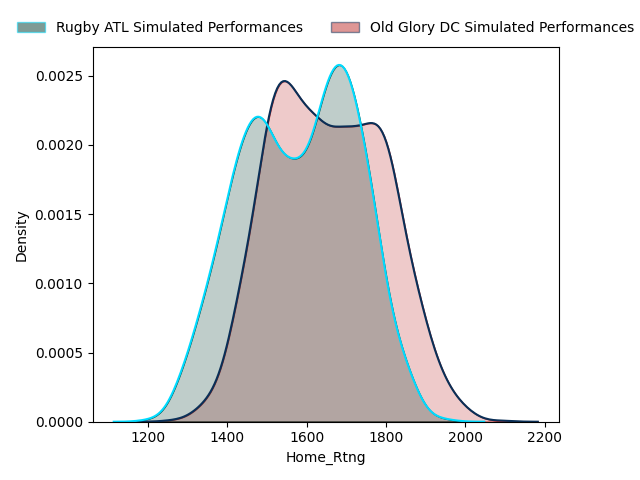 Rugby ATL Simulated Performances
Old Glory DC Simulated Performances
0.0025
0.0020
0.0015
0.0010
0.0005
0.0000
Density
1200 1400 1600 1800 2000 2200
Home_Rtng